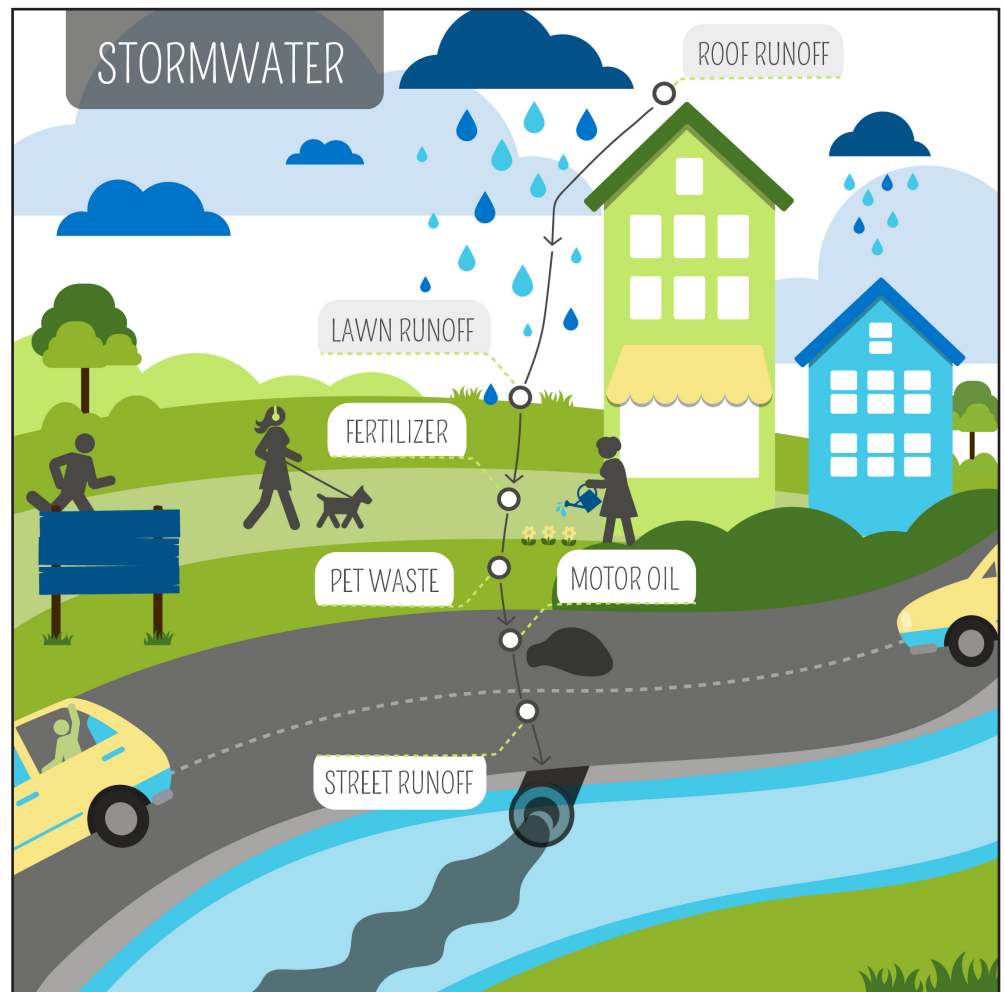 STORMWATER
ROOF RUNOFF
LAWN RUNOFF
FERTILIZER
PET WASTE
MOTOR OIL
STREET RUNOFF